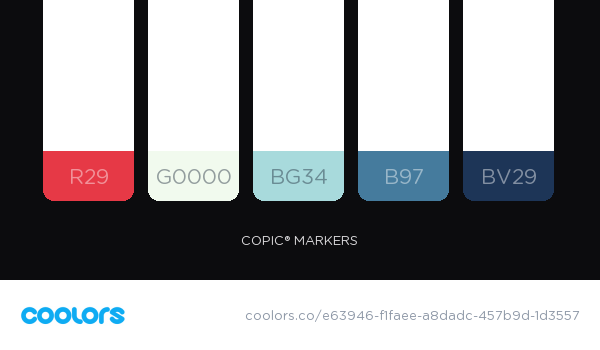 R29 G0000 BG34 B97 BV29
COPIC® MARKERS
coolors coolors.co/e63946-f1faee-a8dadc-457b9d-1d3557